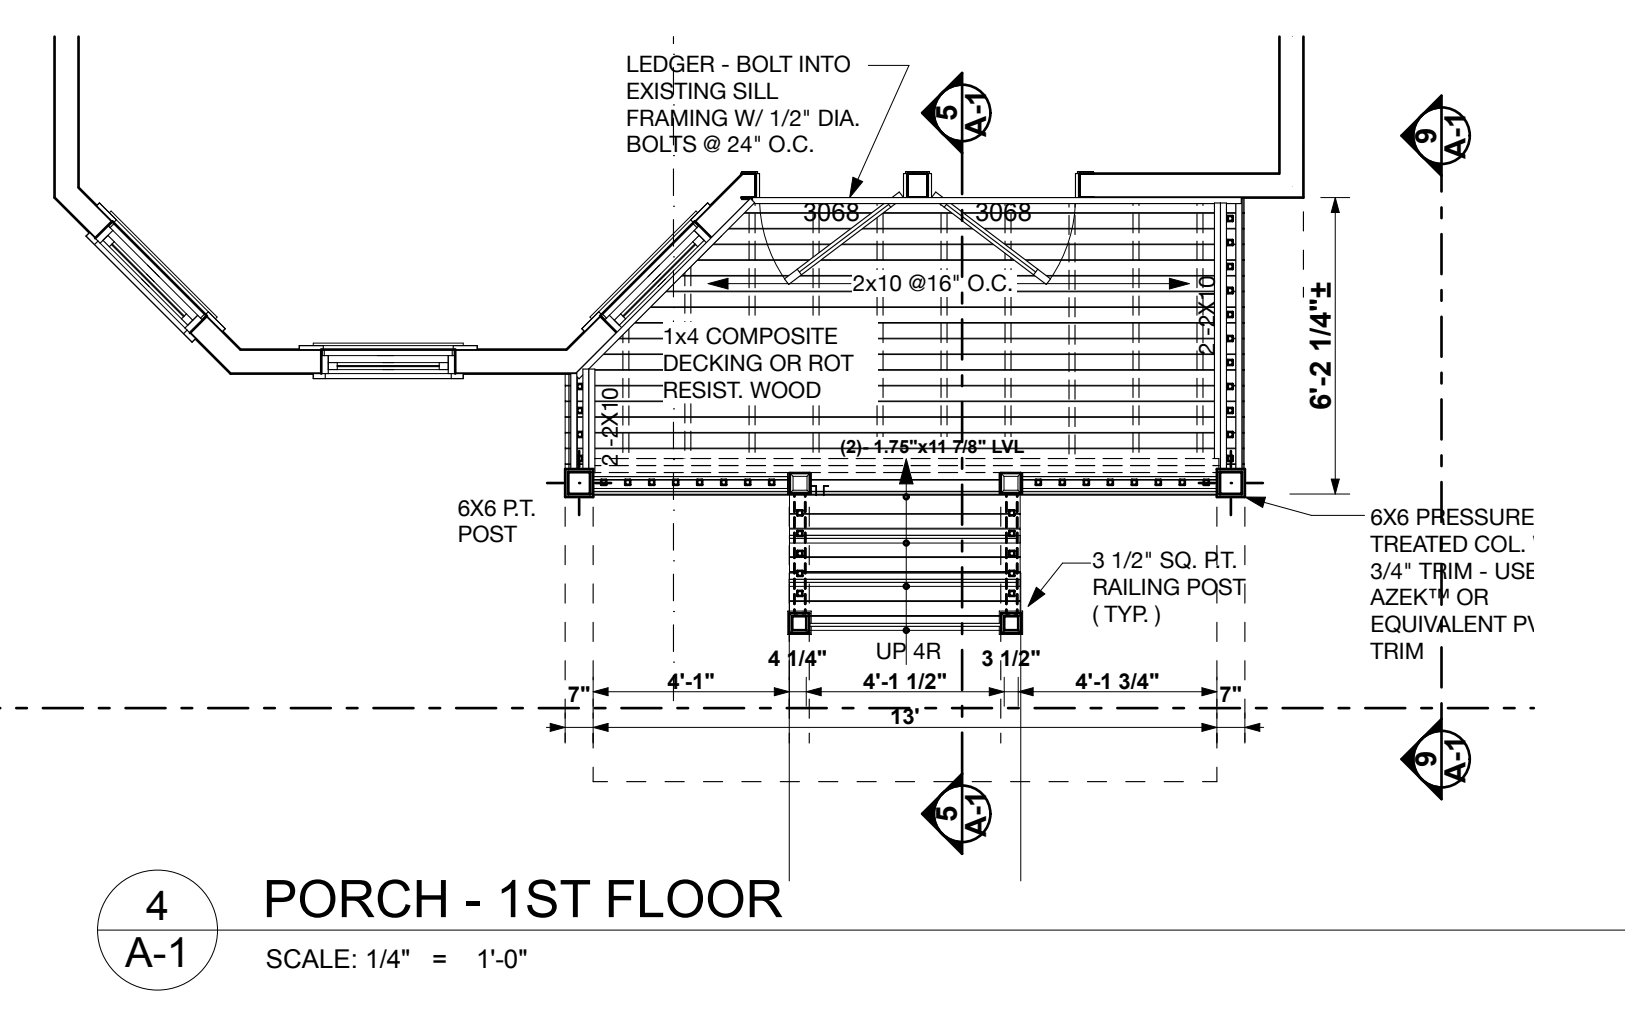 LEDGER - BOLT INTO
EXISTING SILL
FRAMING W/ 1/2" DIA.
BOLTS @ 24" O.C.
5
A-1
9
A-1
3068
3068
2x10 @16" O.C.
2 -2X10
6'-2 1/4"±
1x4 COMPOSITE
DECKING OR ROT
RESIST. WOOD
2 -2X10
(2)- 1.75"x11 7/8" LVL
6X6 P.T.
POST
6X6 PRESSURE
TREATED COL.
3/4" TRIM - USE
AZEK™ OR
EQUIVALENT PV
TRIM
3 1/2" SQ. P.T.
RAILING POST
( TYP. )
UP 4R
4 1/4"
3 1/2"
7"
4'-1"
4'-1 1/2"
4'-1 3/4"
7"
13'
9
A-1
5
A-1
4
A-1
PORCH - 1ST FLOOR
SCALE: 1/4" = 1'-0"